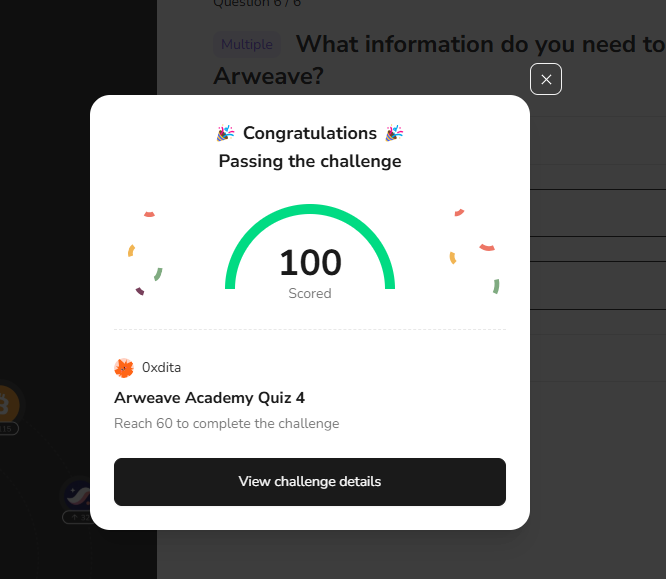 Question 6 / 6
Multiple What information do you need to
Arweave?
Congratulations
Passing the challenge
100
Scored
0xdita
Arweave Academy Quiz 4
Reach 60 to complete the challenge
View challenge details